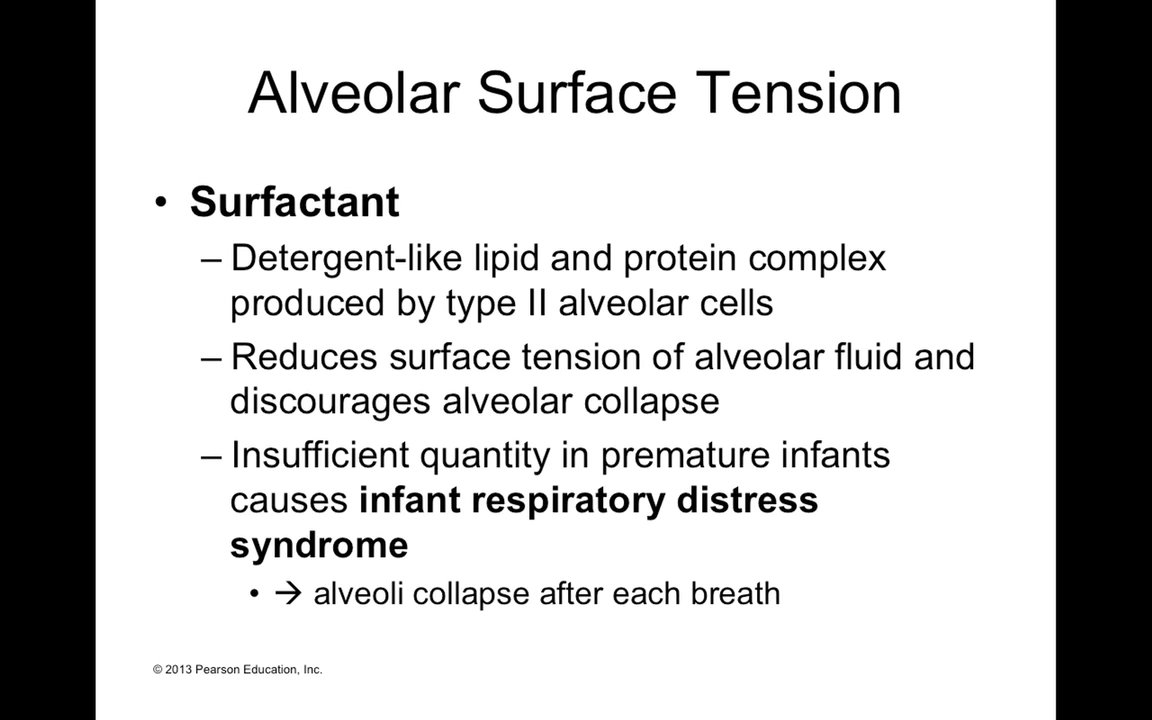 Alveolar Surface Tension
• Surfactant
– Detergent-like lipid and protein complex
produced by type II alveolar cells
– Reduces surface tension of alveolar fluid and
discourages alveolar collapse
– Insufficient quantity in premature infants
causes infant respiratory distress
syndrome
• → alveoli collapse after each breath
© 2013 Pearson Education, Inc.